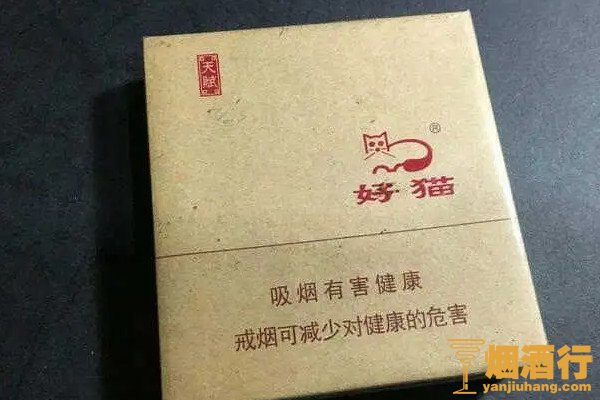 天赋
®
好猫
吸烟有害健康
戒烟可减少对健康的危害
烟酒行
yanjiuhang.com